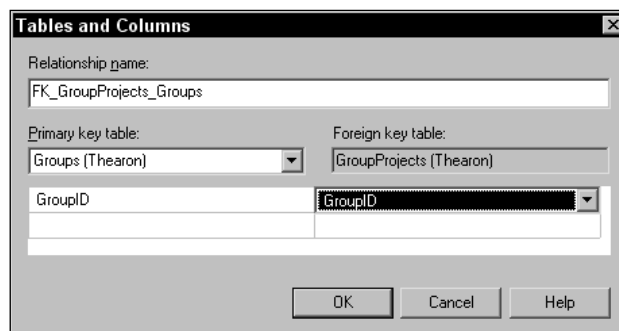 Tables and Columns
Relationship name:
FK_GroupProjects_Groups
Primary key table:
Foreign key table:
Groups (Thearon)
GroupProjects (Thearon)
GroupID
GroupID
OK
Cancel
Help